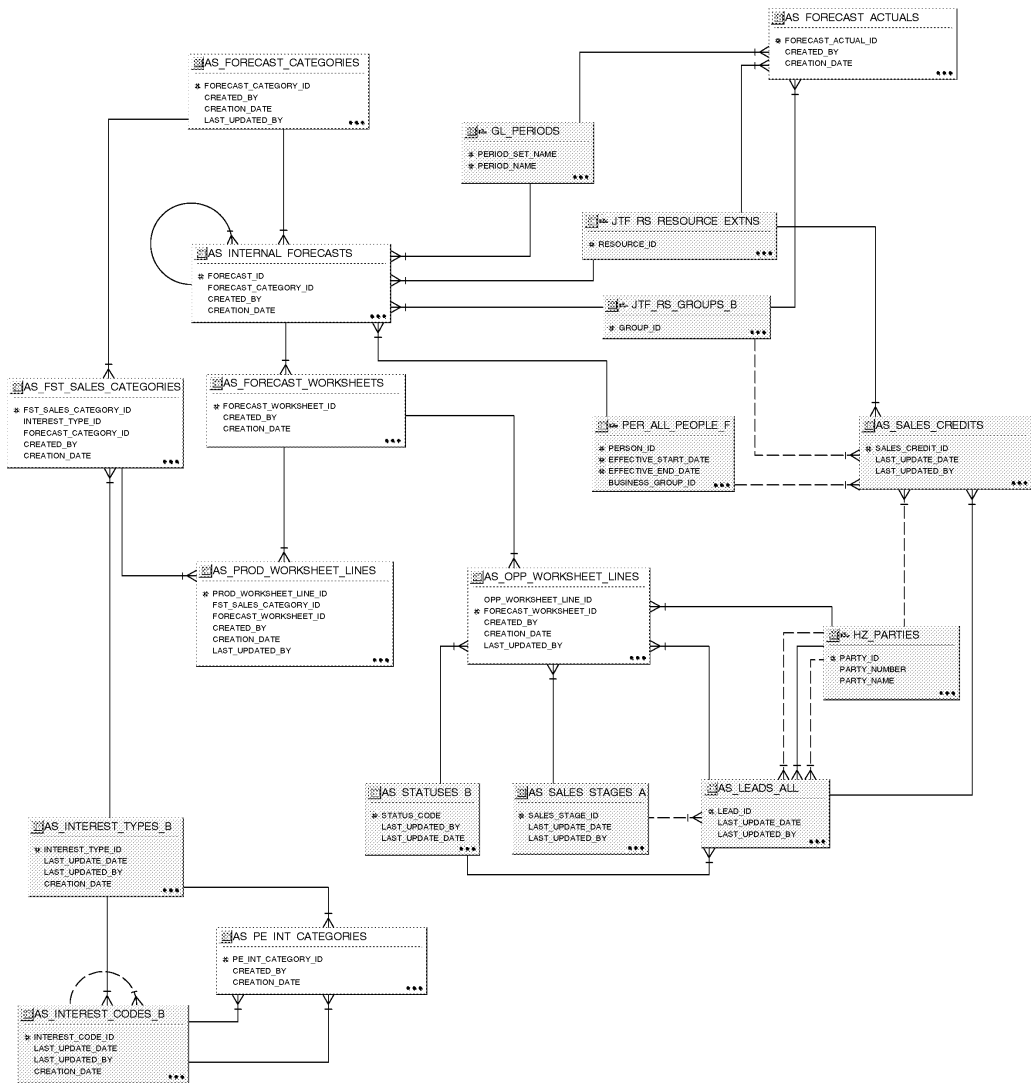 AS_FORECAST_ACTUALS
# FORECAST_ACTUAL_ID
CREATED_BY
CREATION_DATE
AS_FORECAST_CATEGORIES
# FORECAST_CATEGORY_ID
CREATED_BY
CREATION_DATE
LAST_UPDATED_BY
GL_PERIODS
# PERIOD_SET_NAME
# PERIOD_NAME
JTF_RS_RESOURCE_EXTNS
# RESOURCE_ID
AS_INTERNAL_FORECASTS
# FORECAST_ID
FORECAST_CATEGORY_ID
CREATED_BY
CREATION_DATE
JTF_RS_GROUPS_B
# GROUP_ID
AS_FST_SALES_CATEGORIES
# FST_SALES_CATEGORY_ID
INTEREST_TYPE_ID
FORECAST_CATEGORY_ID
CREATED_BY
CREATION_DATE
AS_FORECAST_WORKSHEETS
# FORECAST_WORKSHEET_ID
CREATED_BY
CREATION_DATE
PER_ALL_PEOPLE_F
# PERSON_ID
# EFFECTIVE_START_DATE
# EFFECTIVE_END_DATE
BUSINESS_GROUP_ID
AS_SALES_CREDITS
# SALES_CREDIT_ID
LAST_UPDATE_DATE
LAST_UPDATED_BY
AS_PROD_WORKSHEET_LINES
# PROD_WORKSHEET_LINE_ID
FST_SALES_CATEGORY_ID
FORECAST_WORKSHEET_ID
CREATED_BY
CREATION_DATE
LAST_UPDATED_BY
AS_OPP_WORKSHEET_LINES
OPP_WORKSHEET_LINE_ID
# FORECAST_WORKSHEET_ID
CREATED_BY
CREATION_DATE
LAST_UPDATED_BY
HZ_PARTIES
# PARTY_ID
PARTY_NUMBER
PARTY_NAME
AS_STATUSES_B
# STATUS_CODE
LAST_UPDATED_BY
LAST_UPDATE_DATE
AS_SALES_STAGES_A
# SALES_STAGE_ID
LAST_UPDATE_DATE
LAST_UPDATED_BY
AS_LEADS_ALL
# LEAD_ID
LAST_UPDATE_DATE
LAST_UPDATED_BY
AS_INTEREST_TYPES_B
# INTEREST_TYPE_ID
LAST_UPDATE_DATE
LAST_UPDATED_BY
CREATION_DATE
AS_PE_INT_CATEGORIES
# PE_INT_CATEGORY_ID
CREATED_BY
CREATION_DATE
AS_INTEREST_CODES_B
# INTEREST_CODE_ID
LAST_UPDATE_DATE
LAST_UPDATED_BY
CREATION_DATE